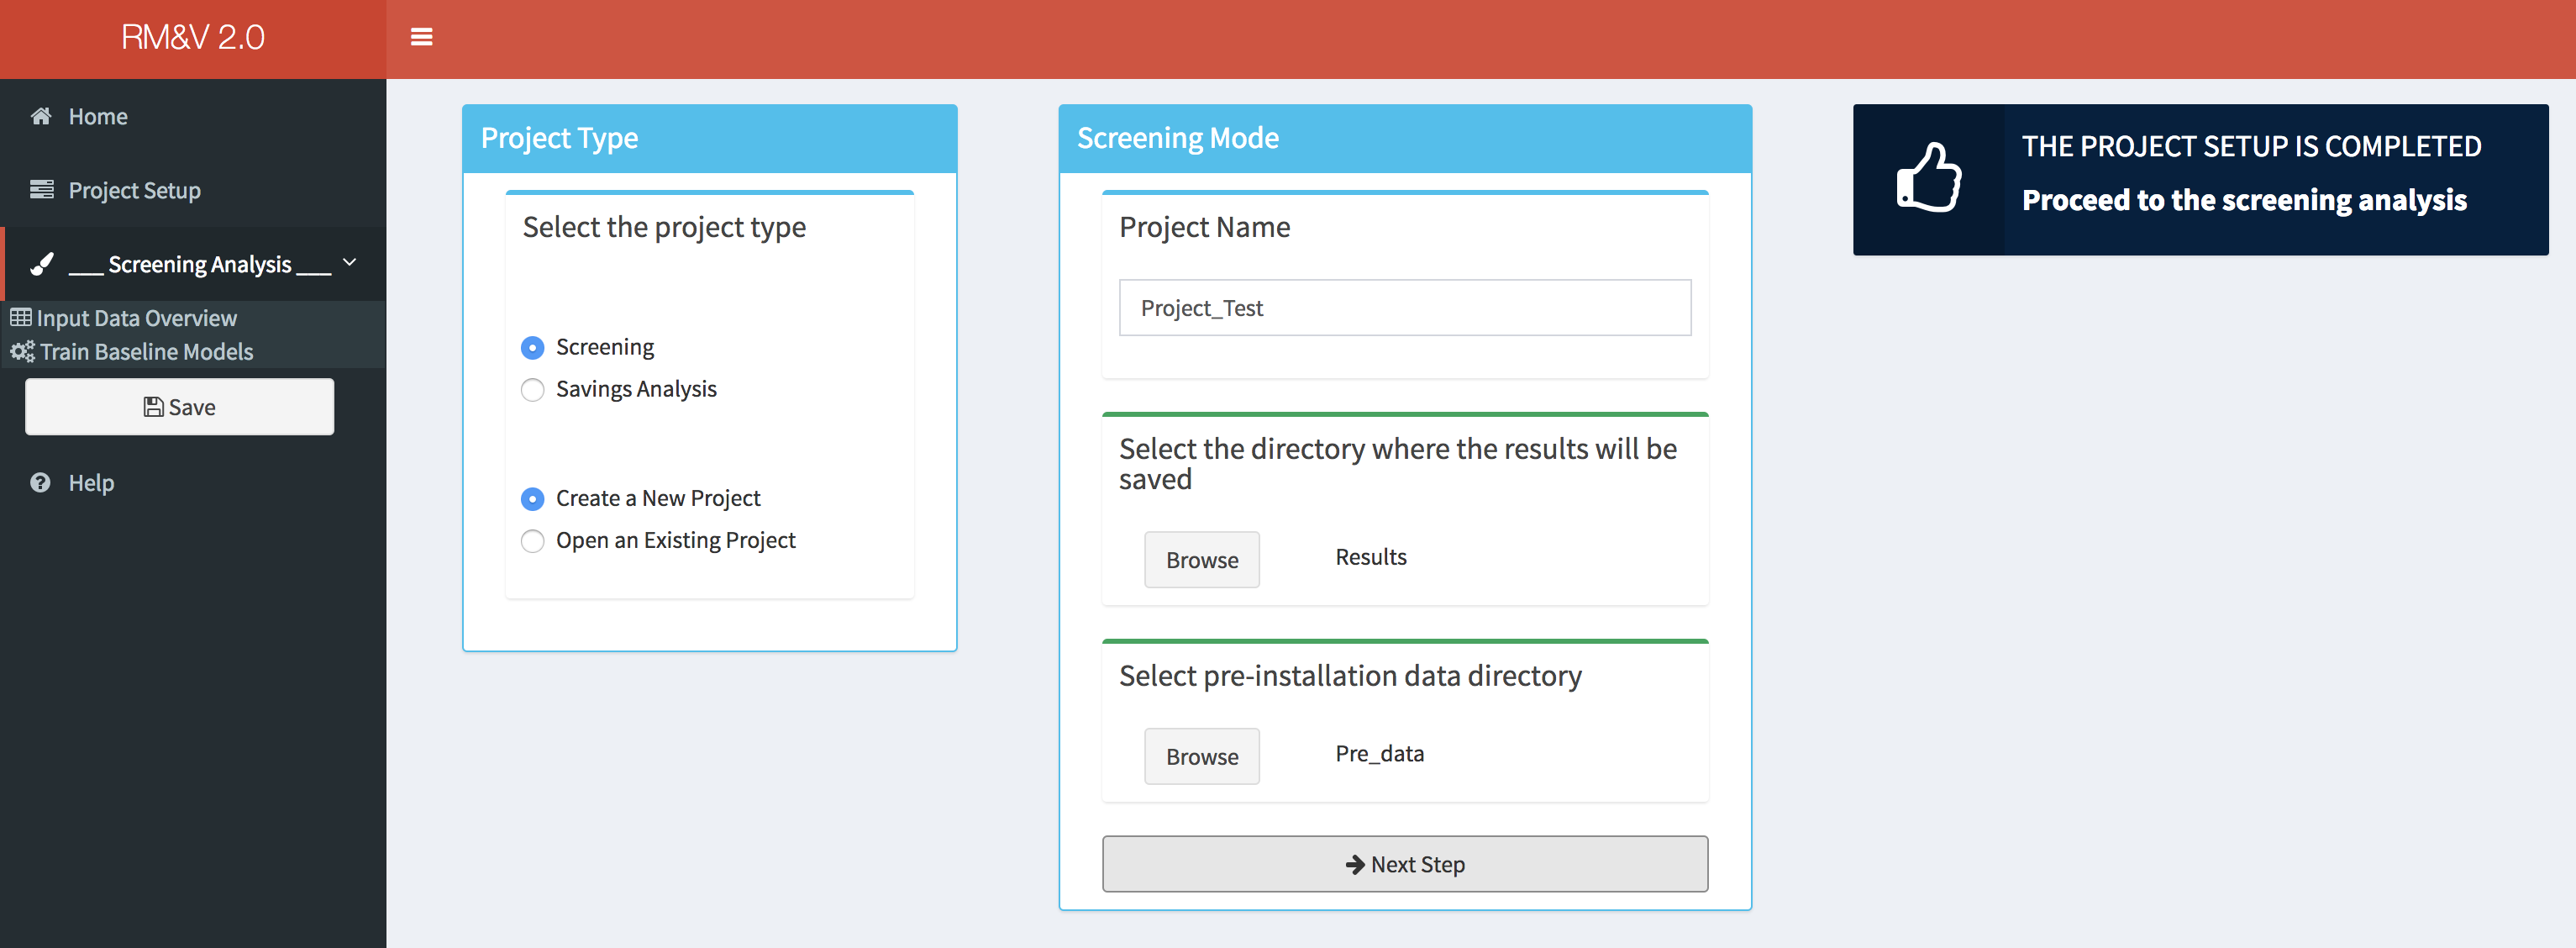 RM&V 2.0
Home
Project Setup
___ Screening Analysis ___
Input Data Overview
Train Baseline Models
Save
Help
Project Type
Select the project type
Screening
Savings Analysis
Create a New Project
Open an Existing Project
Screening Mode
Project Name
Project_Test
Select the directory where the results will be
saved
Browse
Results
Select pre-installation data directory
Browse
Pre_data
Next Step
THE PROJECT SETUP IS COMPLETED
Proceed to the screening analysis